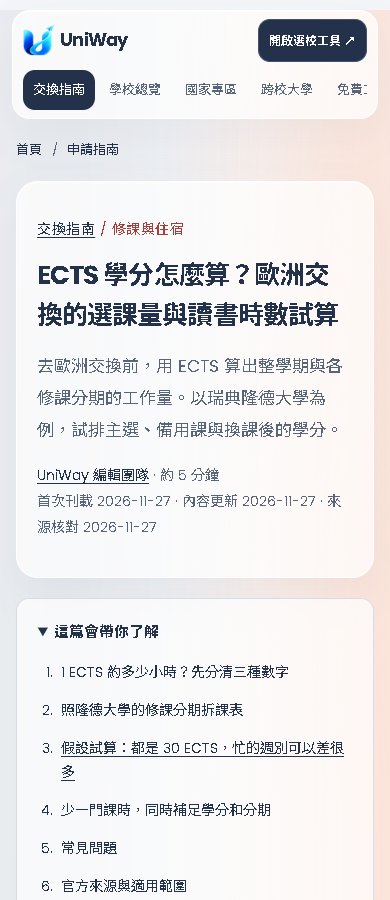 UniWay
開啟選校工具 ↗
交換指南 學校總覽 國家專區 跨校大學 免費
首頁 / 申請指南
交換指南 / 修課與住宿
ECTS 學分怎麼算？歐洲交
換的選課量與讀書時數試算
去歐洲交換前，用 ECTS 算出整學期與各
修課分期的工作量。以瑞典隆德大學為
例，試排主選、備用課與換課後的學分。
UniWay 編輯團隊 · 約 5 分鐘
首次刊載 2026-11-27 · 內容更新 2026-11-27 · 來
源核對 2026-11-27
▼ 這篇會帶你了解
1. 1 ECTS 約多少小時？先分清三種數字
2. 照隆德大學的修課分期拆課表
3. 假設試算：都是 30 ECTS，忙的週別可以差很
多
4. 少一門課時，同時補足學分和分期
5. 常見問題
6. 官方來源與適用範圍